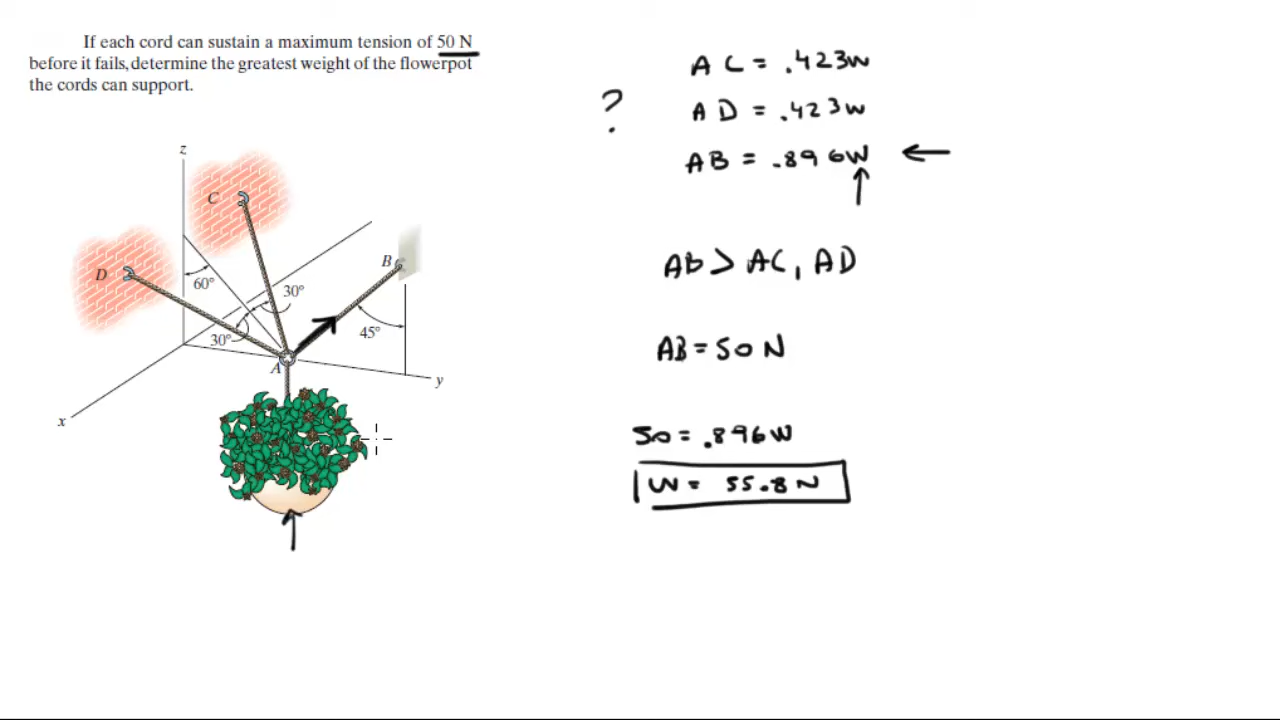 If each cord can sustain a maximum tension of 50 N
before it fails, determine the greatest weight of the flowerpot
the cords can support.
AC = .423W
?
AD = .423W
AB = .896W
z
C
B
D
60°
30°
AB > AC, AD
30°
45°
A
AB = 50 N
y
x
50 = .896W
W = 55.8 N